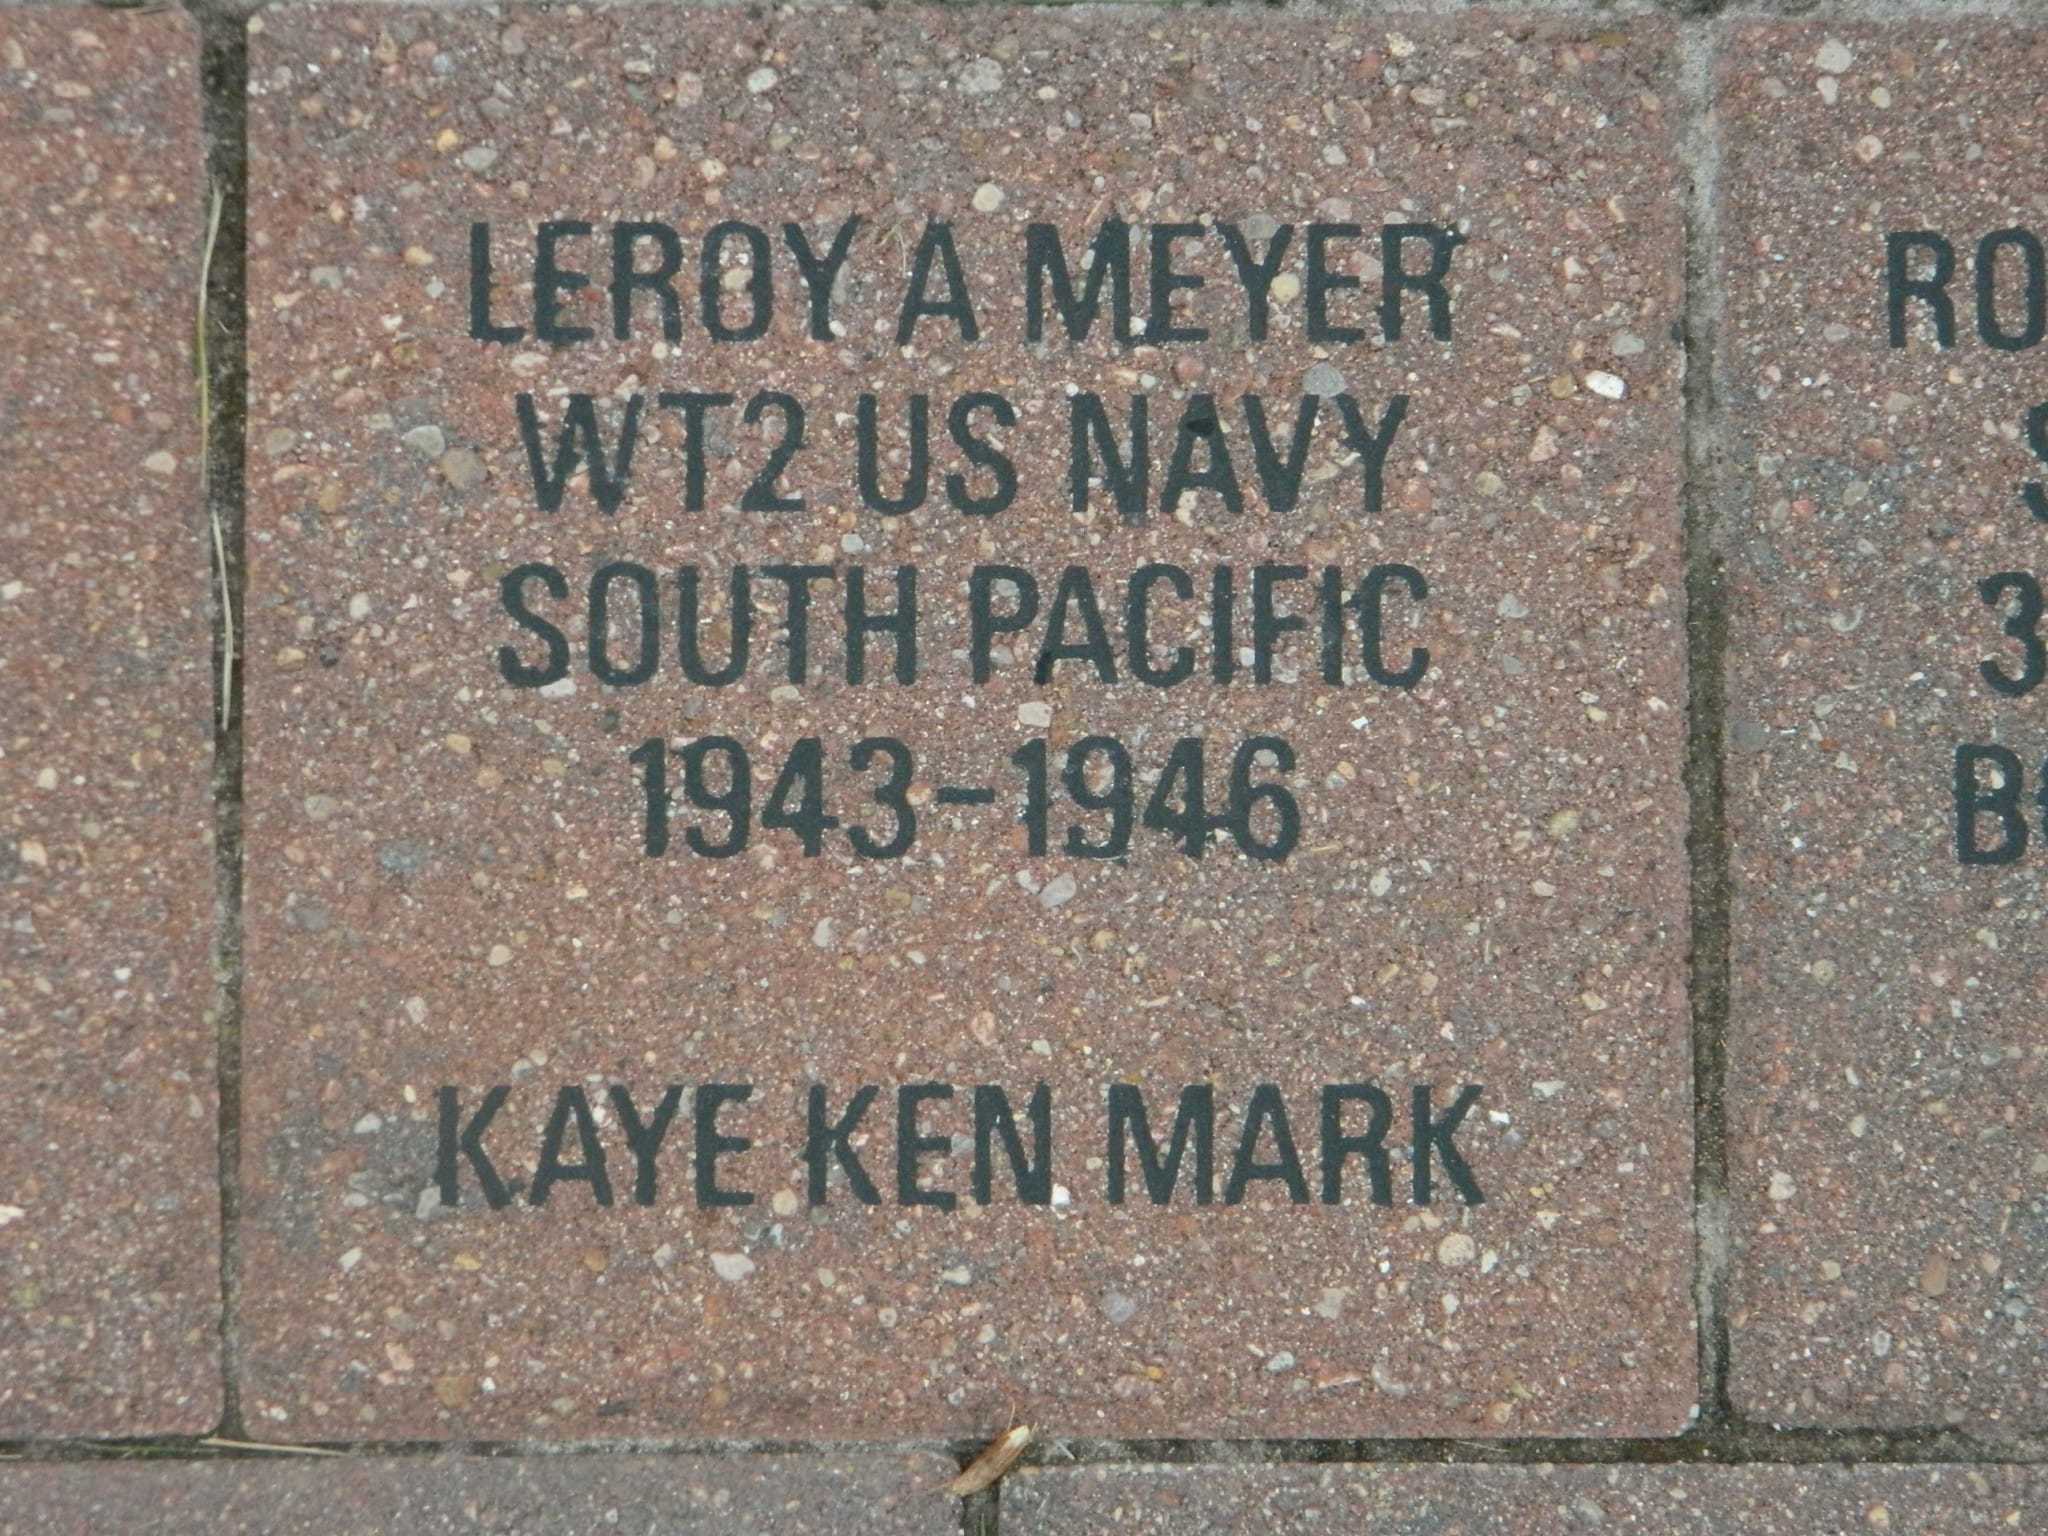 LEROY A MEYER
WT2 US NAVY
SOUTH PACIFIC
1943-1946
KAYE KEN MARK